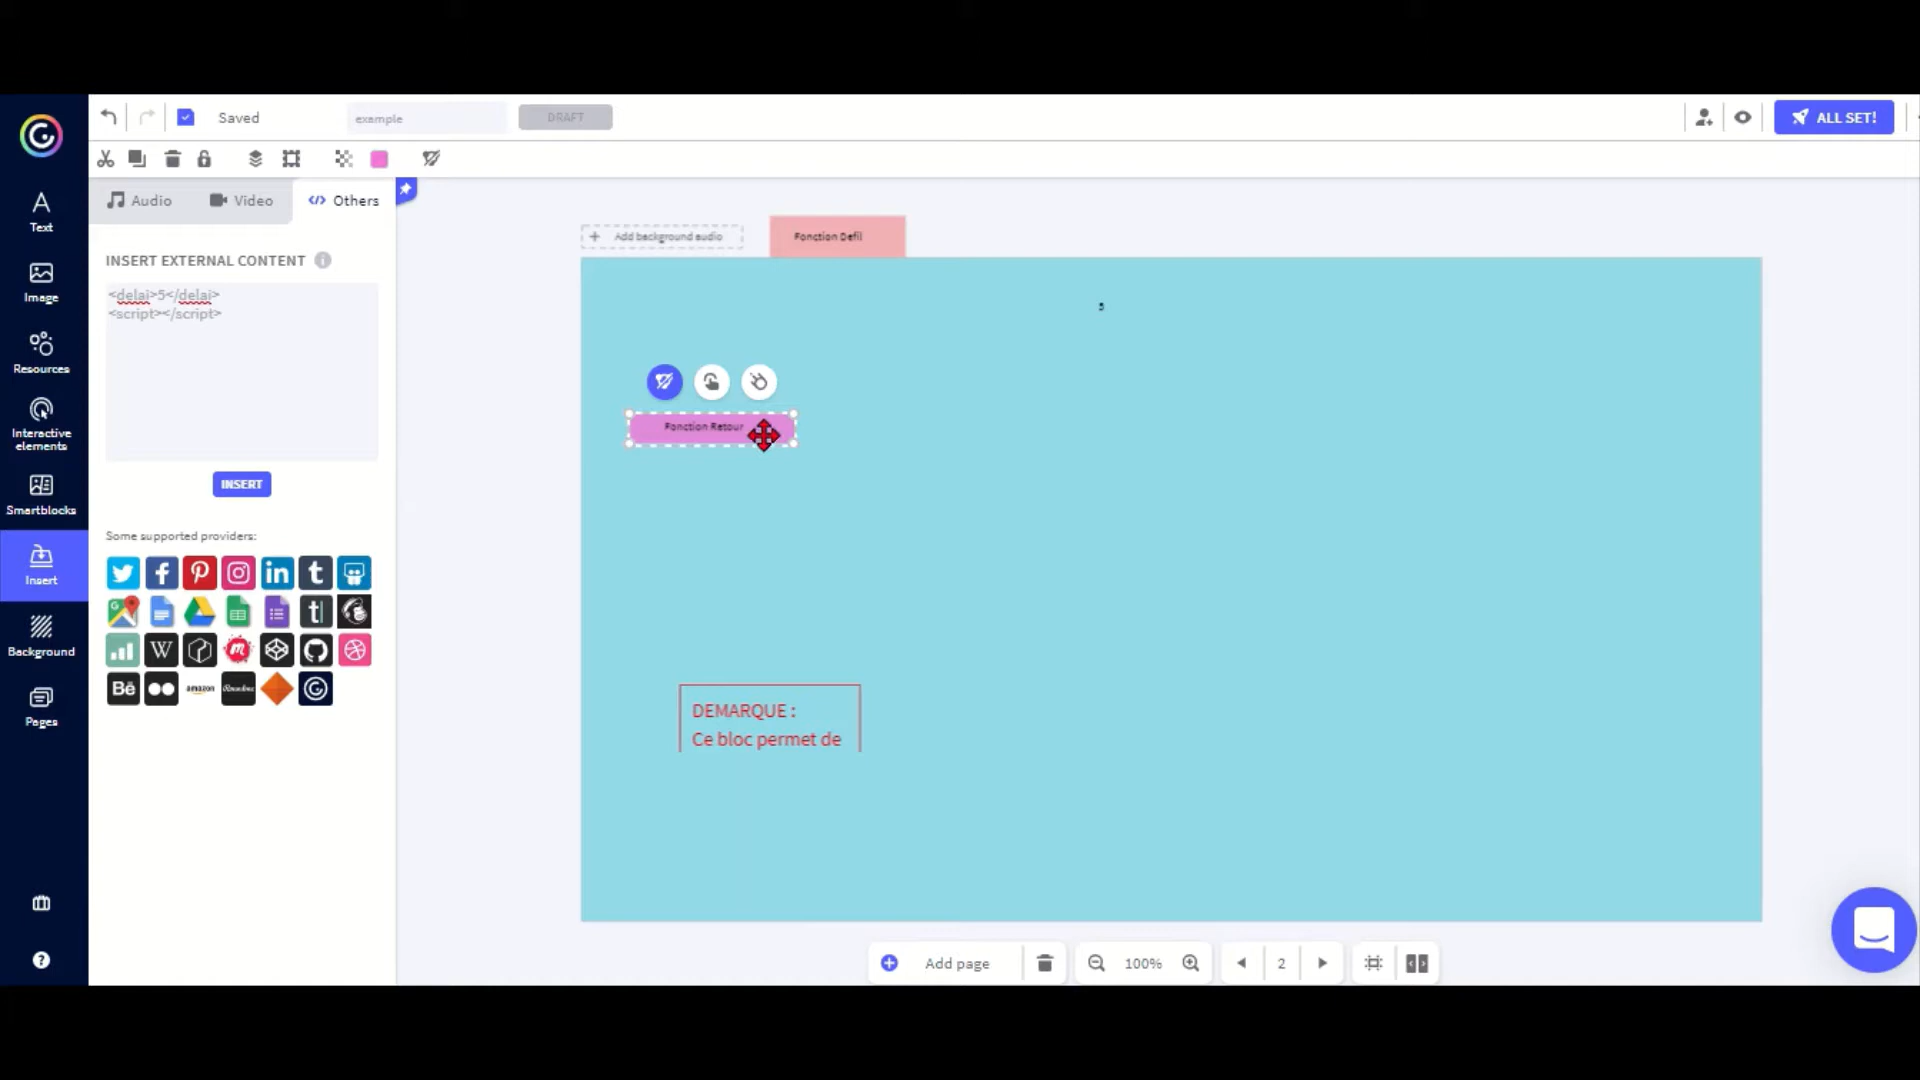 Saved
example
DRAFT
ALL SET!
Text
Image
Resources
Interactive
elements
Smartblocks
Insert
Background
Pages
Audio
Video
Others
INSERT EXTERNAL CONTENT
<delai>5</delai>
<script></script>
INSERT
Some supported providers:
amazon
Add background audio
Fonction Defil
5
Fonction Retour
DEMARQUE :
Ce bloc permet de
Add page
100%
2